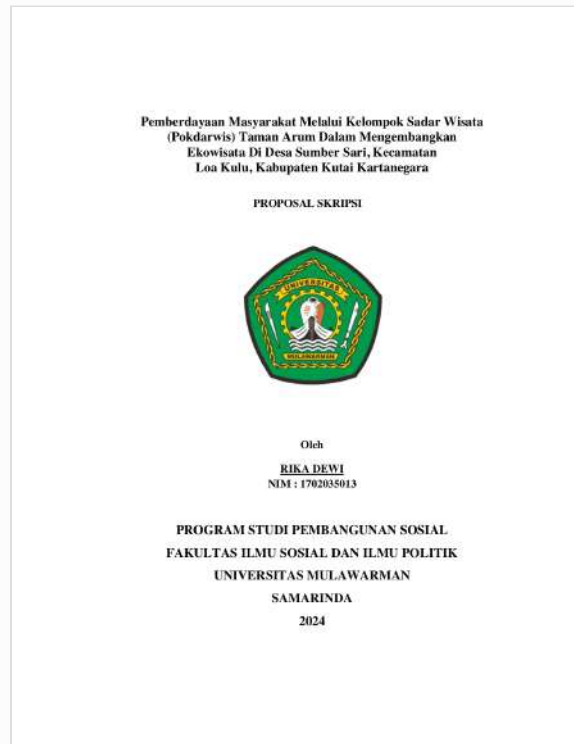 Pemberdayaan Masyarakat Melalui Kelompok Sadar Wisata
(Pokdarwis) Taman Arum Dalam Mengembangkan
Ekowisata Di Desa Sumber Sari, Kecamatan
Loa Kulu, Kabupaten Kutai Kartanegara
PROPOSAL SKRIPSI
UNIVERSITAS
MULAWARMAN
Oleh
RIKA DEWI
NIM : 1702035013
PROGRAM STUDI PEMBANGUNAN SOSIAL
FAKULTAS ILMU SOSIAL DAN ILMU POLITIK
UNIVERSITAS MULAWARMAN
SAMARINDA
2024